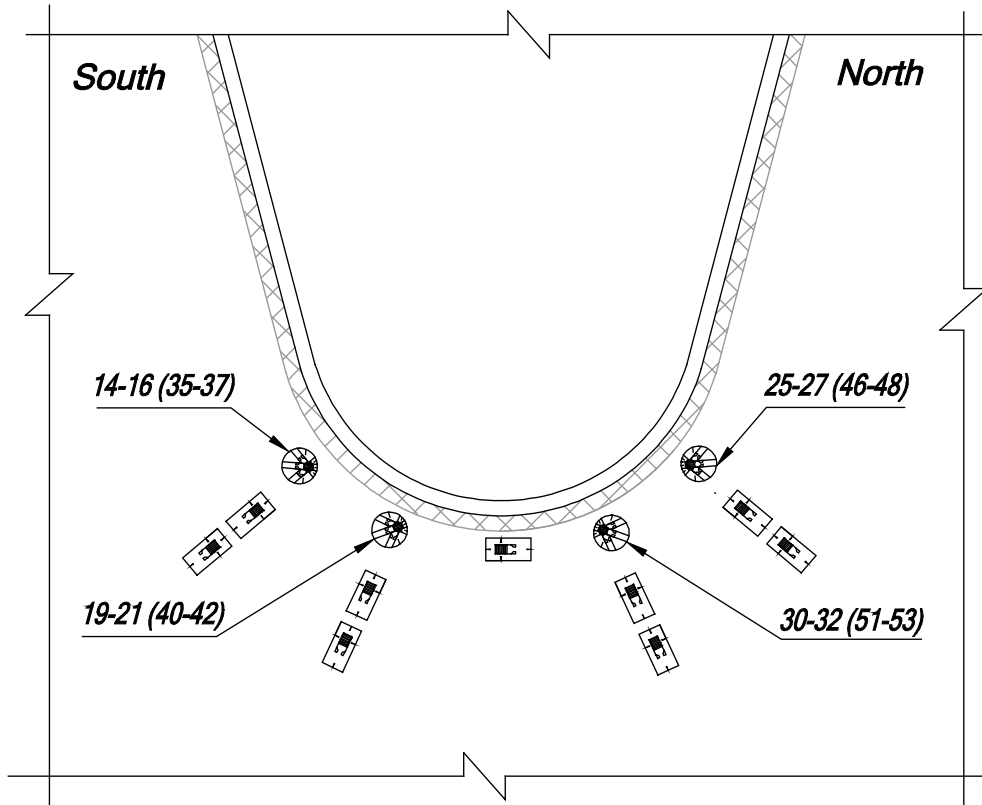 South
North
14-16 (35-37)
25-27 (46-48)
19-21 (40-42)
30-32 (51-53)